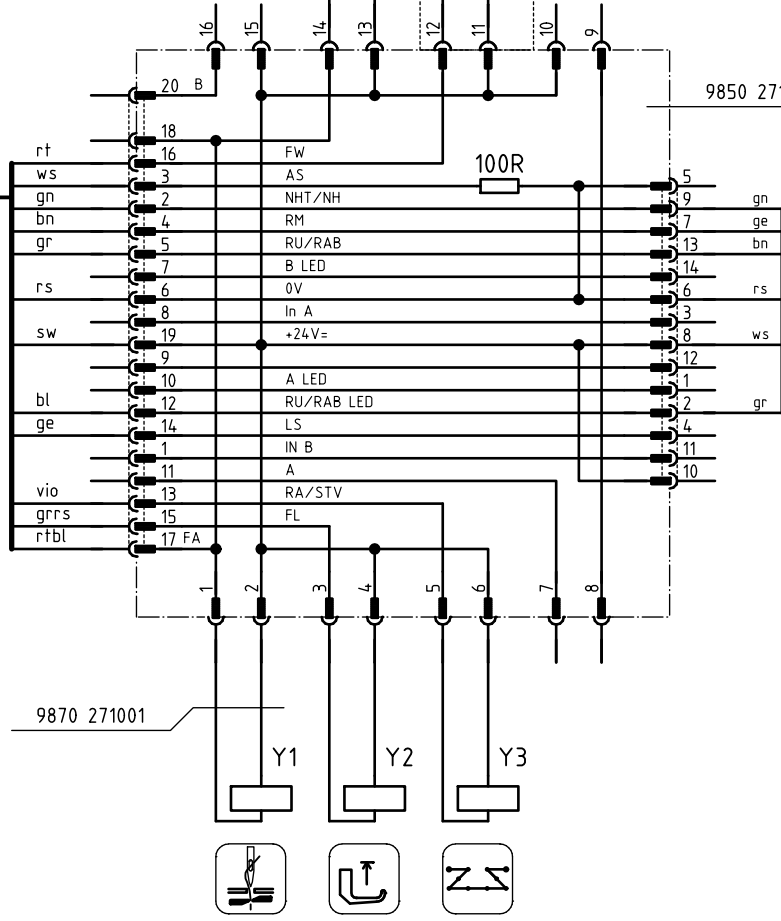 16 15 14 13 12 11 10 9
20 B
9850 271
18
rt 16 FW
ws 3 AS 100R 5
gn 2 NHT/NH 9 gn
bn 4 RM 7 ge
gr 5 RU/RAB 13 bn
7 B LED 14
rs 6 0V 6 rs
8 In A 3
sw 19 +24V= 8 ws
9 12
10 A LED 1
bl 12 RU/RAB LED 2 gr
ge 14 LS 4
1 IN B 11
11 A 10
vio 13 RA/STV
grrs 15 FL
rtbl 17 FA
1 2 3 4 5 6 7 8
9870 271001
Y1 Y2 Y3